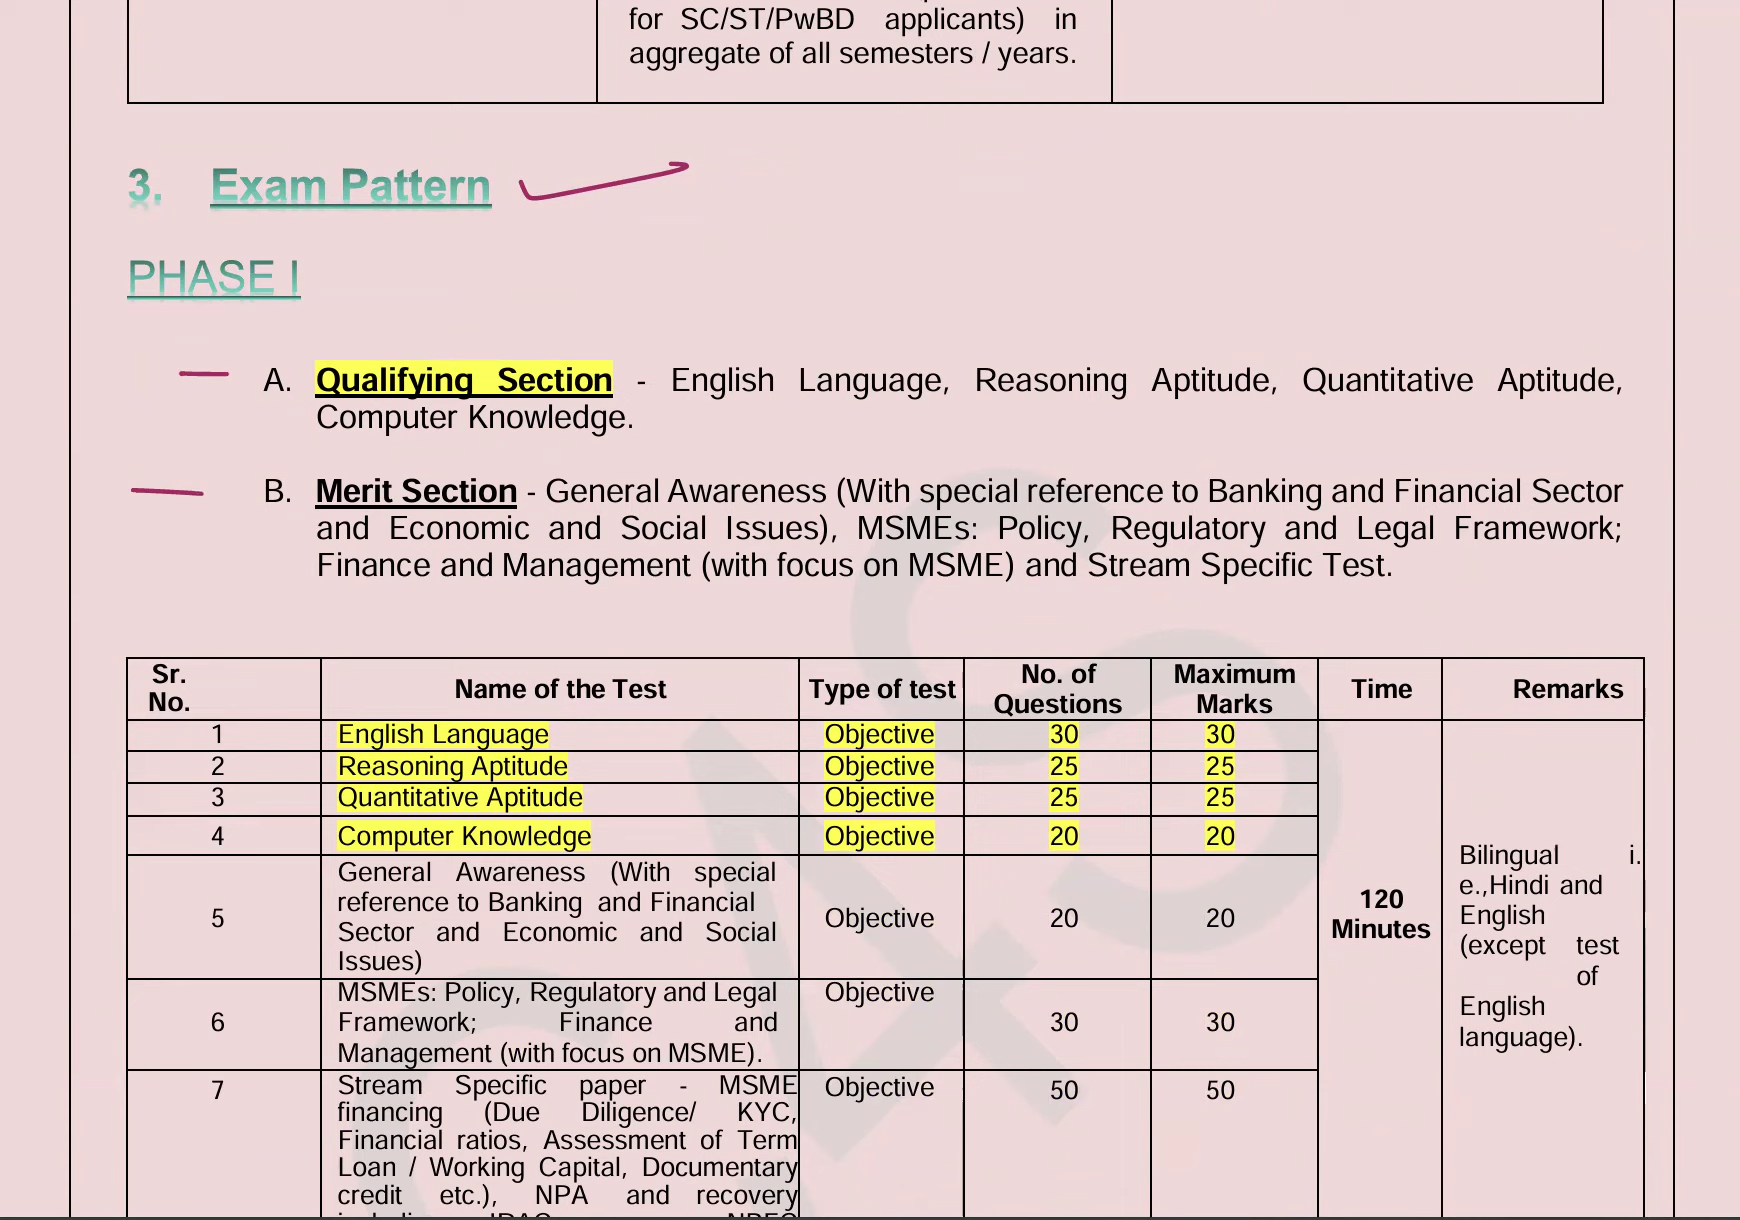 for SC/ST/PwBD applicants) in
aggregate of all semesters / years.
3. Exam Pattern
PHASE I
A. Qualifying Section - English Language, Reasoning Aptitude, Quantitative Aptitude,
Computer Knowledge.
B. Merit Section - General Awareness (With special reference to Banking and Financial Sector
and Economic and Social Issues), MSMEs: Policy, Regulatory and Legal Framework;
Finance and Management (with focus on MSME) and Stream Specific Test.
Sr. No. Name of the Test Type of test No. of Questions Maximum Marks Time Remarks
1 English Language Objective 30 30
2 Reasoning Aptitude Objective 25 25
3 Quantitative Aptitude Objective 25 25
4 Computer Knowledge Objective 20 20
5 General Awareness (With special
reference to Banking and Financial
Sector and Economic and Social
Issues) Objective 20 20
6 MSMEs: Policy, Regulatory and Legal
Framework; Finance and
Management (with focus on MSME). Objective 30 30
7 Stream Specific paper - MSME
financing (Due Diligence/ KYC,
Financial ratios, Assessment of Term
Loan / Working Capital, Documentary
credit etc.), NPA and recovery
Objective 50 50
120
Minutes
Bilingual i.
e.,Hindi and
English
(except test
of
English
language).